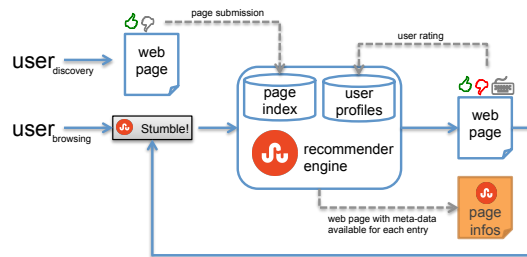 page submission
user rating
user
discovery
web
page
page
index
user
profiles
user
browsing
Stumble!
recommender
engine
web
page
web page with meta-data
available for each entry
page
infos